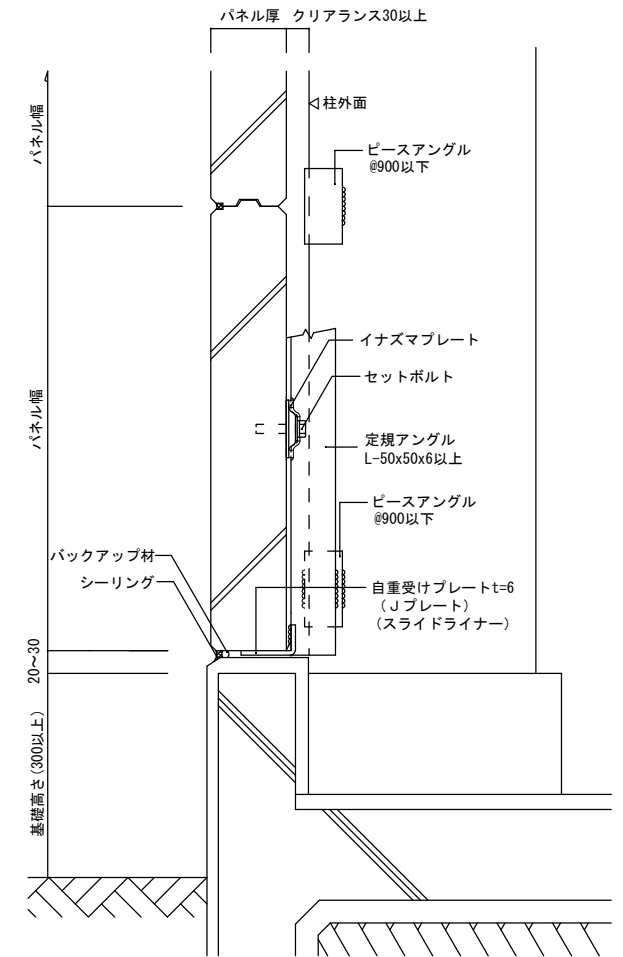 パネル厚 クリアランス30以上
柱外面
パネル幅
ピースアングル
@900以下
イナズマプレート
セットボルト
パネル幅
定規アングル
L-50x50x6以上
ピースアングル
@900以下
バックアップ材
シーリング
自重受けプレートt=6
(Jプレート)
(スライドライナー)
20~30
基礎高さ(300以上)